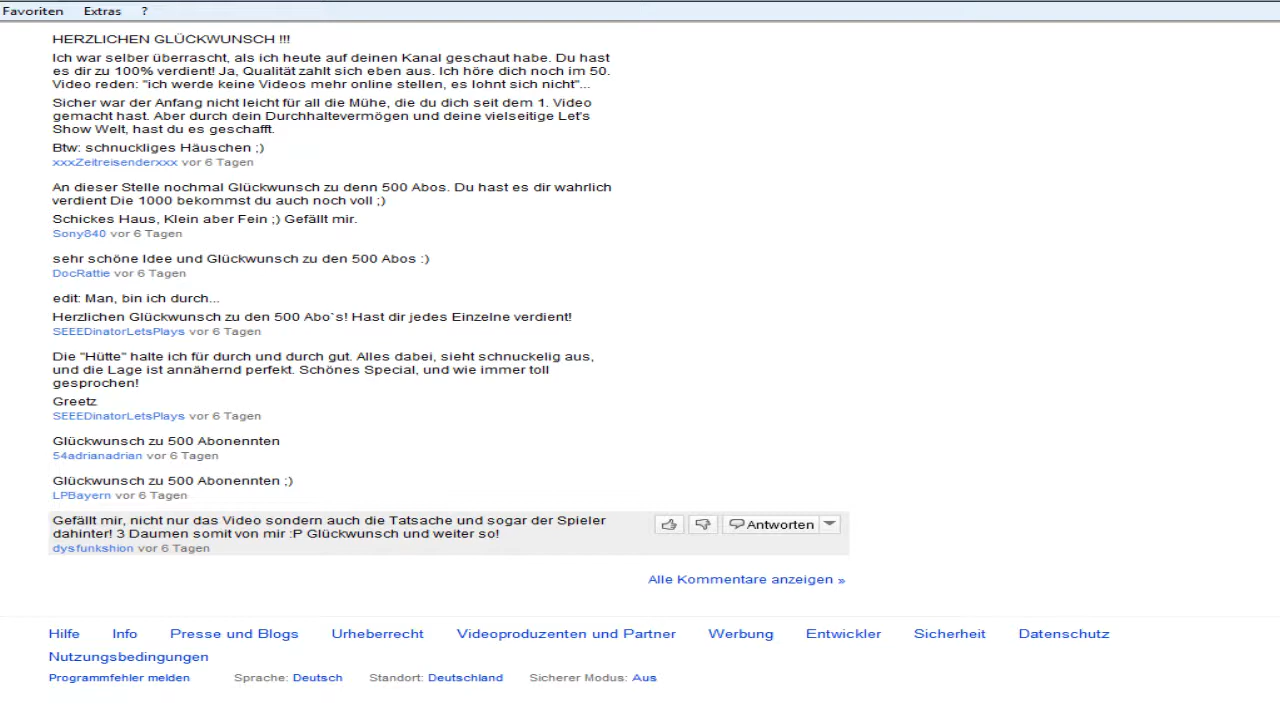 Favoriten Extras ?
HERZLICHEN GLÜCKWUNSCH !!!
Ich war selber überrascht, als ich heute auf deinen Kanal geschaut habe. Du hast
es dir zu 100% verdient! Ja, Qualität zahlt sich eben aus. Ich höre dich noch im 50.
Video reden: "ich werde keine Videos mehr online stellen, es lohnt sich nicht"...
Sicher war der Anfang nicht leicht für all die Mühe, die du dich seit dem 1. Video
gemacht hast. Aber durch dein Durchhaltevermögen und deine vielseitige Let's
Show Welt, hast du es geschafft.
Btw: schnuckliges Häuschen ;)
xxxZeitreisenderxxx vor 6 Tagen
An dieser Stelle nochmal Glückwunsch zu denn 500 Abos. Du hast es dir wahrlich
verdient Die 1000 bekommst du auch noch voll ;)
Schickes Haus, Klein aber Fein ;) Gefällt mir.
Sony840 vor 6 Tagen
sehr schöne Idee und Glückwunsch zu den 500 Abos :)
DocRattie vor 6 Tagen
edit: Man, bin ich durch...
Herzlichen Glückwunsch zu den 500 Abo`s! Hast dir jedes Einzelne verdient!
SEEEDinatorLetsPlays vor 6 Tagen
Die "Hütte" halte ich für durch und durch gut. Alles dabei, sieht schnuckelig aus,
und die Lage ist annähernd perfekt. Schönes Special, und wie immer toll
gesprochen!
Greetz
SEEEDinatorLetsPlays vor 6 Tagen
Glückwunsch zu 500 Abonennten
54adrianadrian vor 6 Tagen
Glückwunsch zu 500 Abonennten ;)
LPBayern vor 6 Tagen
Gefällt mir, nicht nur das Video sondern auch die Tatsache und sogar der Spieler
dahinter! 3 Daumen somit von mir :P Glückwunsch und weiter so!
Antworten
dysfunkshion vor 6 Tagen
Alle Kommentare anzeigen »
Hilfe Info Presse und Blogs Urheberrecht Videoproduzenten und Partner Werbung Entwickler Sicherheit Datenschutz
Nutzungsbedingungen
Programmfehler melden Sprache: Deutsch Standort: Deutschland Sicherer Modus: Aus